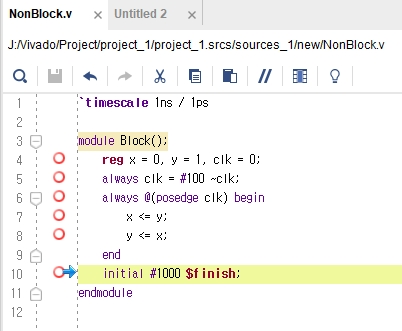 NonBlock.v × Untitled 2 ×
J:/Vivado/Project/project_1/project_1.srcs/sources_1/new/NonBlock.v
1 `timescale 1ns / 1ps
2
3 module Block();
4 reg x = 0, y = 1, clk = 0;
5 always clk = #100 ~clk;
6 always @(posedge clk) begin
7 x <= y;
8 y <= x;
9 end
10 initial #1000 $finish;
11 endmodule
12